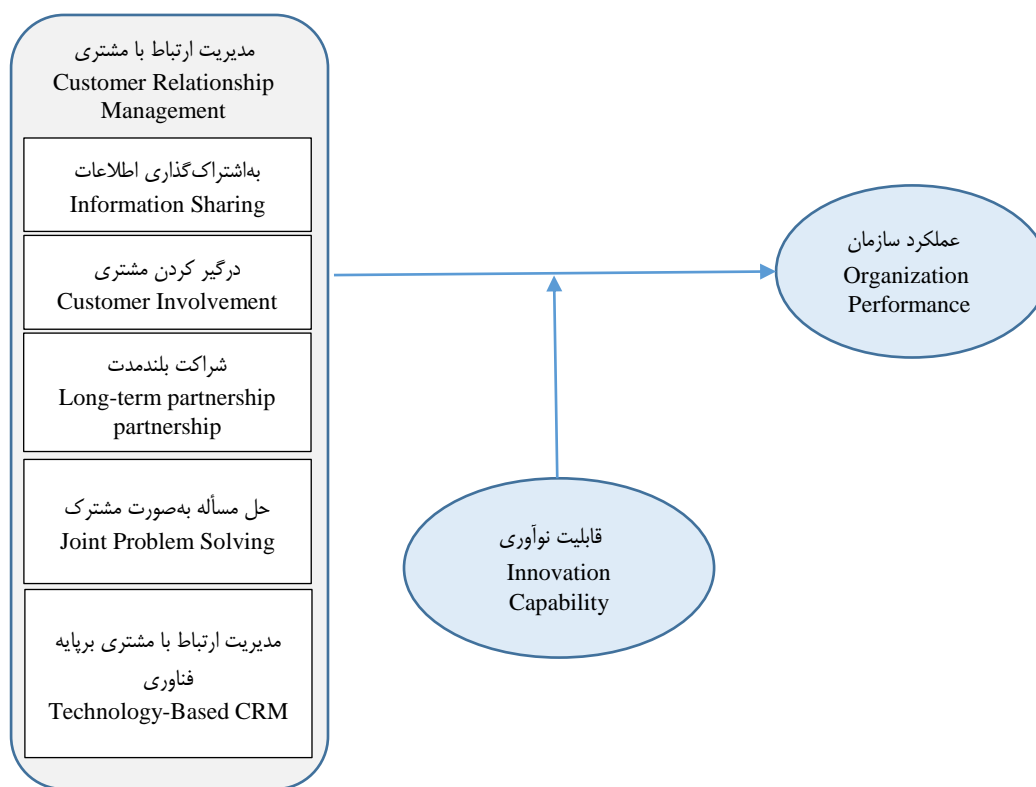 مدیریت ارتباط با مشتری
Customer Relationship
Management
به‌اشتراک‌گذاری اطلاعات
Information Sharing
درگیر کردن مشتری
Customer Involvement
شراکت بلندمدت
Long-term partnership
partnership
حل مسأله به‌صورت مشترک
Joint Problem Solving
مدیریت ارتباط با مشتری برپایه
فناوری
Technology-Based CRM
عملکرد سازمان
Organization
Performance
قابلیت نوآوری
Innovation
Capability